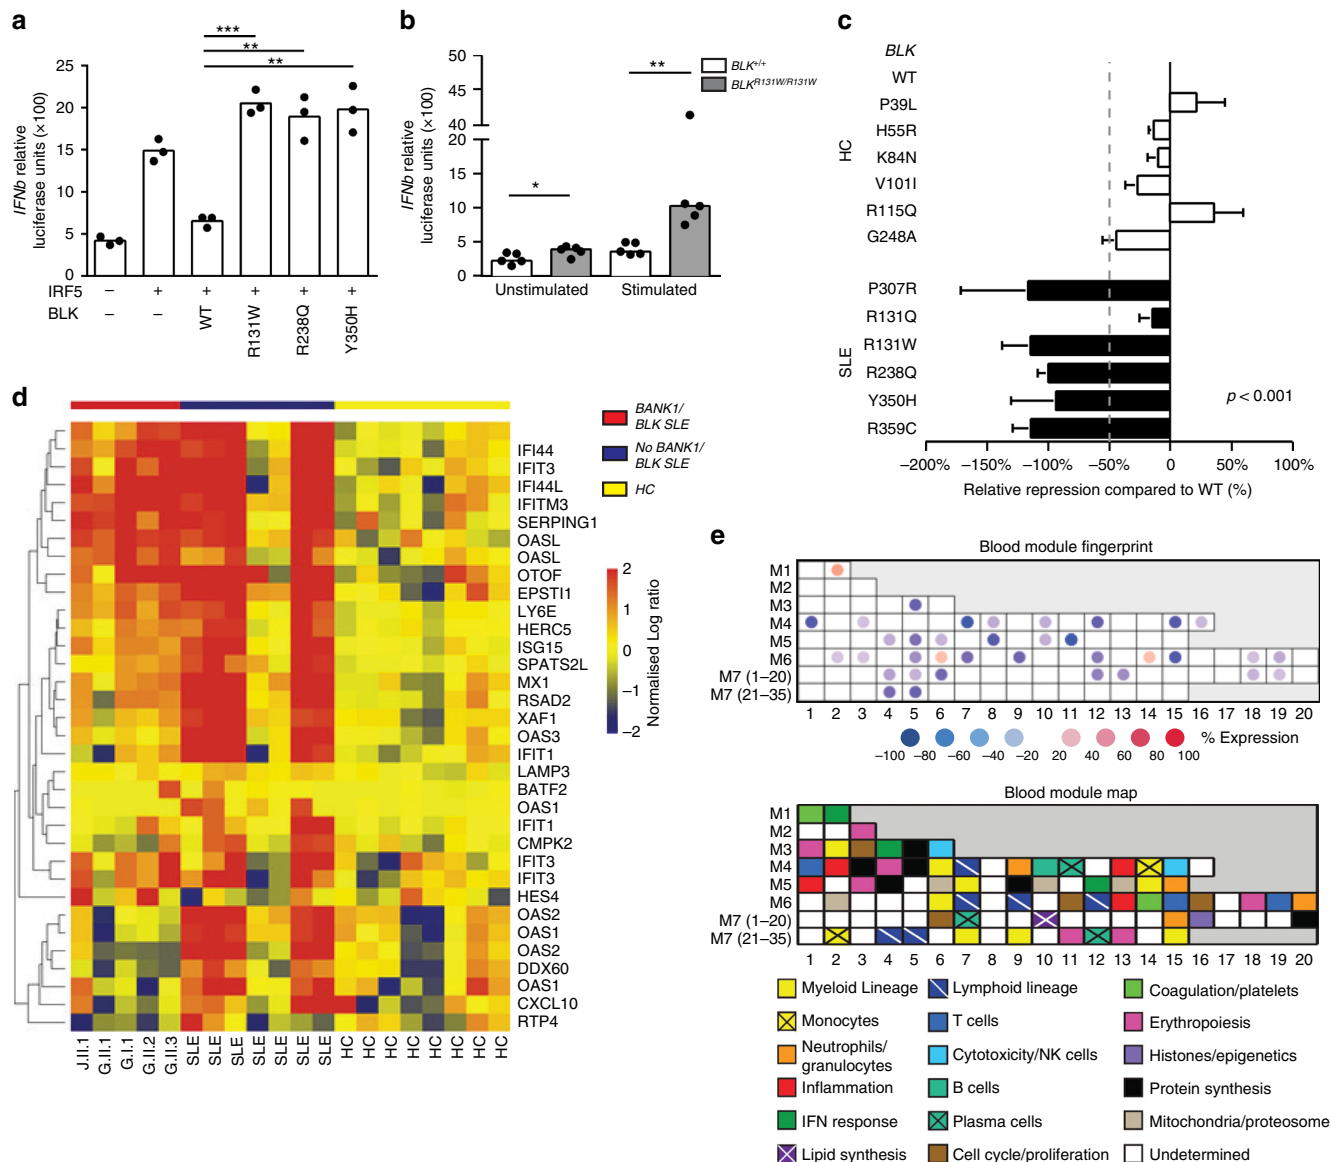 a
***
**
**
25
20
15
10
5
0
IFNb relative
luciferase units (×100)
IRF5 – + + + + +
BLK – – WT R131W R238Q Y350H
b
50
45
40
20
15
10
5
0
IFNb relative
luciferase units (×100)
*
**
BLK+/+
BLKR131W/R131W
Unstimulated Stimulated
c
BLK
WT
P39L
H55R
K84N
V101I
R115Q
G248A
HC
P307R
R131Q
R131W
R238Q
Y350H
R359C
SLE
p < 0.001
–200% –150% –100% –50% 0 50% 100%
Relative repression compared to WT (%)
d
BANK1/
BLK SLE
No BANK1/
BLK SLE
HC
2
1
0
–1
–2
Normalised Log ratio
IFI44
IFIT3
IFI44L
IFITM3
SERPING1
OASL
OASL
OTOF
EPSTI1
LY6E
HERC5
ISG15
SPATS2L
MX1
RSAD2
XAF1
OAS3
IFIT1
LAMP3
BATF2
OAS1
IFIT1
CMPK2
IFIT3
IFIT3
HES4
OAS2
OAS1
OAS2
DDX60
OAS1
CXCL10
RTP4
J.II.1 G.II.1 G.I.1 G.II.2 G.II.3 SLE SLE SLE SLE SLE SLE SLE HC HC HC HC HC HC HC HC
e
Blood module fingerprint
M1
M2
M3
M4
M5
M6
M7 (1–20)
M7 (21–35)
1 2 3 4 5 6 7 8 9 10 11 12 13 14 15 16 17 18 19 20
–100 –80 –60 –40 –20 20 40 60 80 100
% Expression
Blood module map
M1
M2
M3
M4
M5
M6
M7 (1–20)
M7 (21–35)
1 2 3 4 5 6 7 8 9 10 11 12 13 14 15 16 17 18 19 20
Myeloid Lineage
Monocytes
Neutrophils/
granulocytes
Inflammation
IFN response
Lipid synthesis
Lymphoid lineage
T cells
Cytotoxicity/NK cells
B cells
Plasma cells
Cell cycle/proliferation
Coagulation/platelets
Erythropoiesis
Histones/epigenetics
Protein synthesis
Mitochondria/proteosome
Undetermined